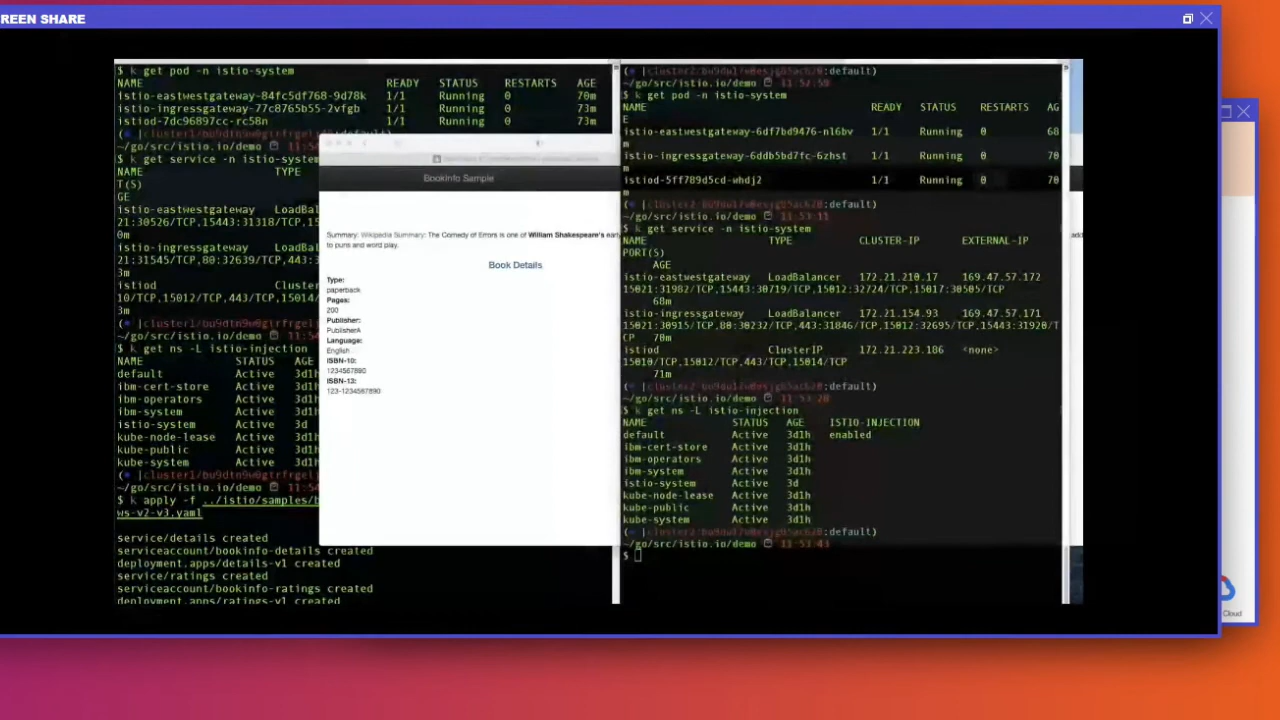 REEN SHARE
$ k get pod -n istio-system
NAME READY STATUS RESTARTS AGE
istio-eastwestgateway-84fc5df768-9d78k 1/1 Running 0 70m
istio-ingressgateway-77c8765b55-2vfgb 1/1 Running 0 73m
istiod-7dc96897cc-rc58n 1/1 Running 0 73m
~/go/src/istio.io/demo
$ k get service -n istio-system
NAME TYPE
T(S)
GE
istio-eastwestgateway LoadBal
21:30526/TCP,15443:31318/TCP,15
0m
istio-ingressgateway LoadBal
21:31545/TCP,80:32639/TCP,443:3
3m
istiod Cluster
10/TCP,15012/TCP,443/TCP,15014/
3m
~/go/src/istio.io/demo
$ k get ns -L istio-injection
NAME STATUS AGE
default Active 3d1h
ibm-cert-store Active 3d1h
ibm-operators Active 3d1h
ibm-system Active 3d1h
istio-system Active 3d
kube-node-lease Active 3d1h
kube-public Active 3d1h
kube-system Active 3d1h
~/go/src/istio.io/demo
$ k apply -f ../istio/samples/b
ws-v2-v3.yaml
service/details created
serviceaccount/bookinfo-details created
deployment.apps/details-v1 created
service/ratings created
serviceaccount/bookinfo-ratings created
deployment.apps/ratings-v1 created
BookInfo Sample
Summary: Wikipedia Summary: The Comedy of Errors is one of William Shakespeare's early
to puns and word play.
Book Details
Type:
paperback
Pages:
200
Publisher:
PublisherA
Language:
English
ISBN-10:
1234567890
ISBN-13:
123-1234567890
:default)
~/go/src/istio.io/demo 11:52:59
$ k get pod -n istio-system
NAME READY STATUS RESTARTS AG
E
istio-eastwestgateway-6df7bd9476-nl6bv 1/1 Running 0 68
m
istio-ingressgateway-6ddb5bd7fc-6zhst 1/1 Running 0 70
m
istiod-5ff789d5cd-whdj2 1/1 Running 0 70
m
:default)
~/go/src/istio.io/demo 11:53:11
$ k get service -n istio-system
NAME TYPE CLUSTER-IP EXTERNAL-IP
PORT(S)
AGE
istio-eastwestgateway LoadBalancer 172.21.210.17 169.47.57.172
15021:31982/TCP,15443:30719/TCP,15012:32724/TCP,15017:30505/TCP
68m
istio-ingressgateway LoadBalancer 172.21.154.93 169.47.57.171
15021:30915/TCP,80:30232/TCP,443:31846/TCP,15012:32695/TCP,15443:31920/T
CP 70m
istiod ClusterIP 172.21.223.186 <none>
15010/TCP,15012/TCP,443/TCP,15014/TCP
71m
:default)
~/go/src/istio.io/demo 11:53:28
$ k get ns -L istio-injection
NAME STATUS AGE ISTIO-INJECTION
default Active 3d1h enabled
ibm-cert-store Active 3d1h
ibm-operators Active 3d1h
ibm-system Active 3d1h
istio-system Active 3d
kube-node-lease Active 3d1h
kube-public Active 3d1h
kube-system Active 3d1h
:default)
~/go/src/istio.io/demo 11:53:43
$
Cloud